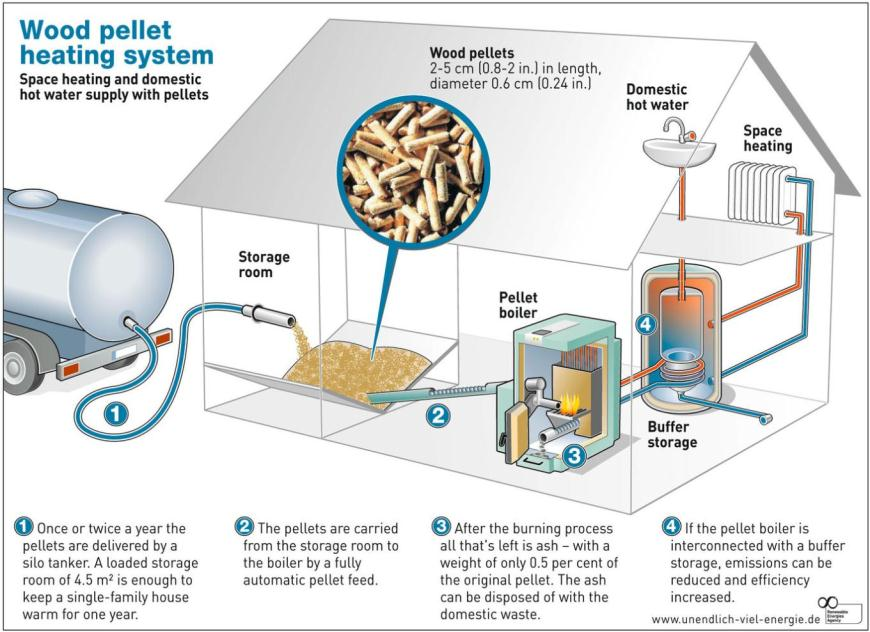 Wood pellet
heating system
Space heating and domestic
hot water supply with pellets
Wood pellets
2-5 cm (0.8-2 in.) in length,
diameter 0.6 cm (0.24 in.)
Domestic
hot water
Space
heating
Storage
room
Pellet
boiler
4
1
2
3
Buffer
storage
1 Once or twice a year the
pellets are delivered by a
silo tanker. A loaded storage
room of 4.5 m² is enough to
keep a single-family house
warm for one year.
2 The pellets are carried
from the storage room to
the boiler by a fully
automatic pellet feed.
3 After the burning process
all that's left is ash – with a
weight of only 0.5 per cent of
the original pellet. The ash
can be disposed of with the
domestic waste.
4 If the pellet boiler is
interconnected with a buffer
storage, emissions can be
reduced and efficiency
increased.
www.unendlich-viel-energie.de
Renewable
Energies
Agency